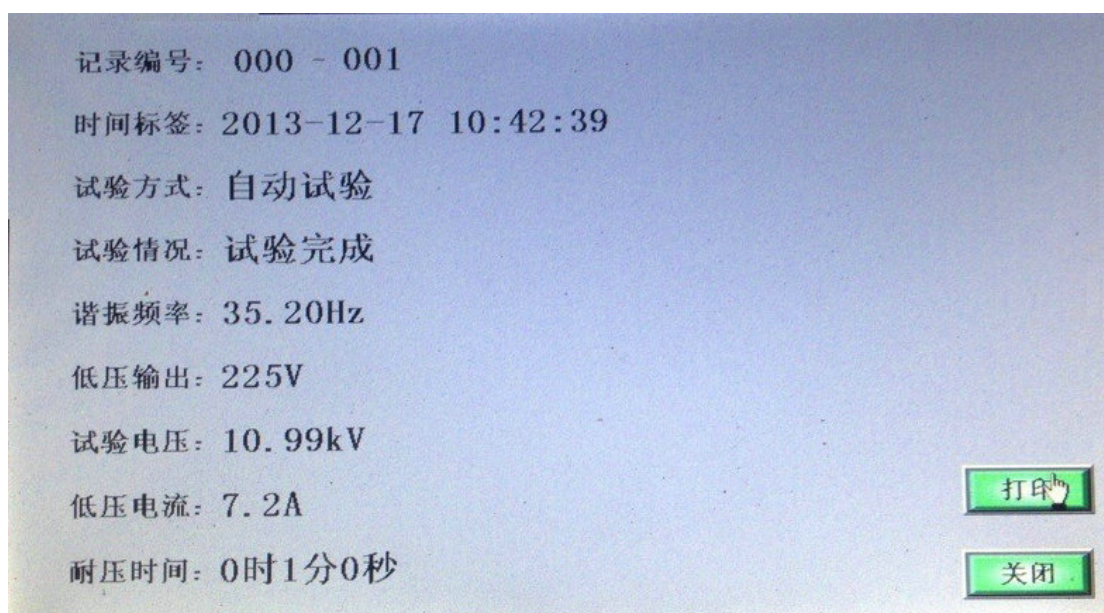 记录编号：000 - 001
时间标签：2013-12-17 10:42:39
试验方式：自动试验
试验情况：试验完成
谐振频率：35.20Hz
低压输出：225V
试验电压：10.99kV
低压电流：7.2A
打印
耐压时间：0时1分0秒
关闭